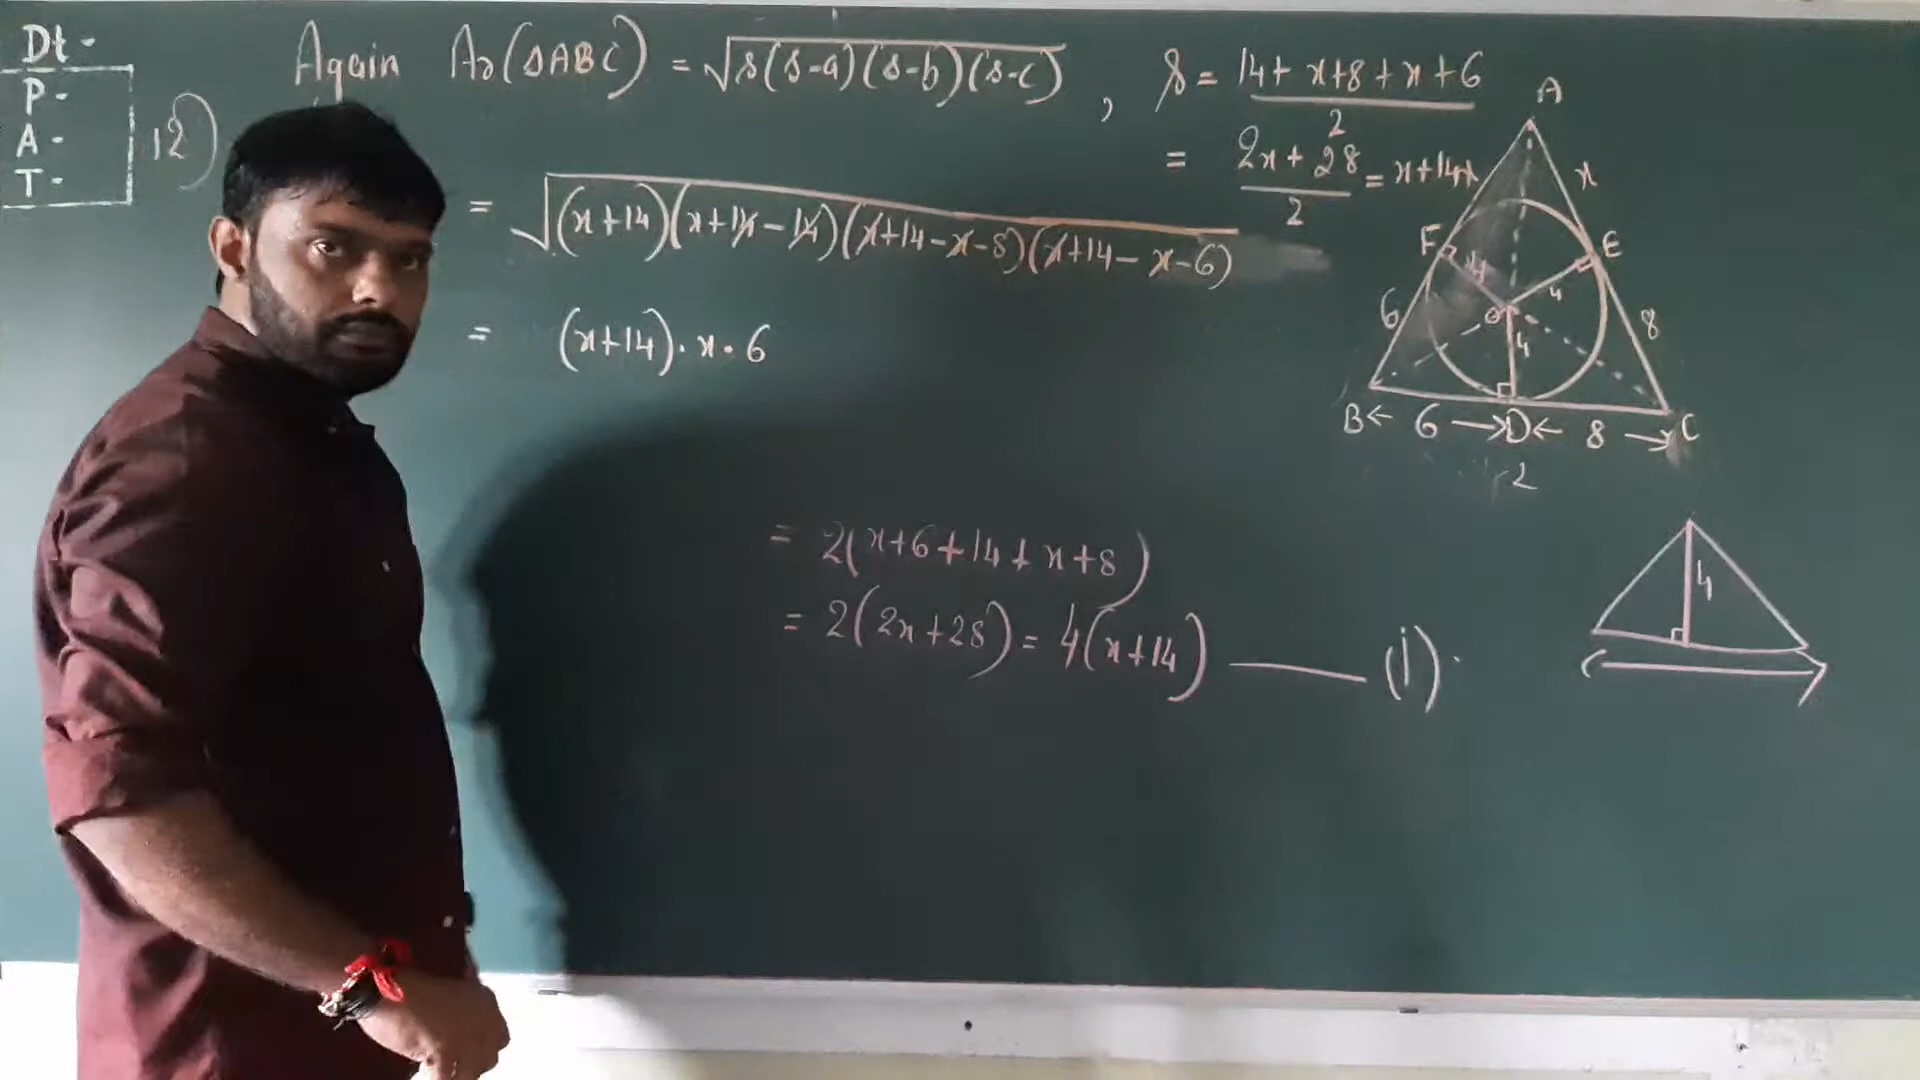 Dt -
P -
A -
T -
12)
Again Ar(ΔABC) = √s(s-a)(s-b)(s-c) , s = 14+ x+8 + x+6
2
= 2x + 28 = x+14
2
= √(x+14)(x+14-14)(x+14-x-8)(x+14-x-6)
= (x+14) · x · 6
= 2(x+6+14+x+8)
= 2(2x+28) = 4(x+14) —— (i).
A
x
x
F
E
4
4
O
4
6
8
B← 6 →D← 8 →C
2
4